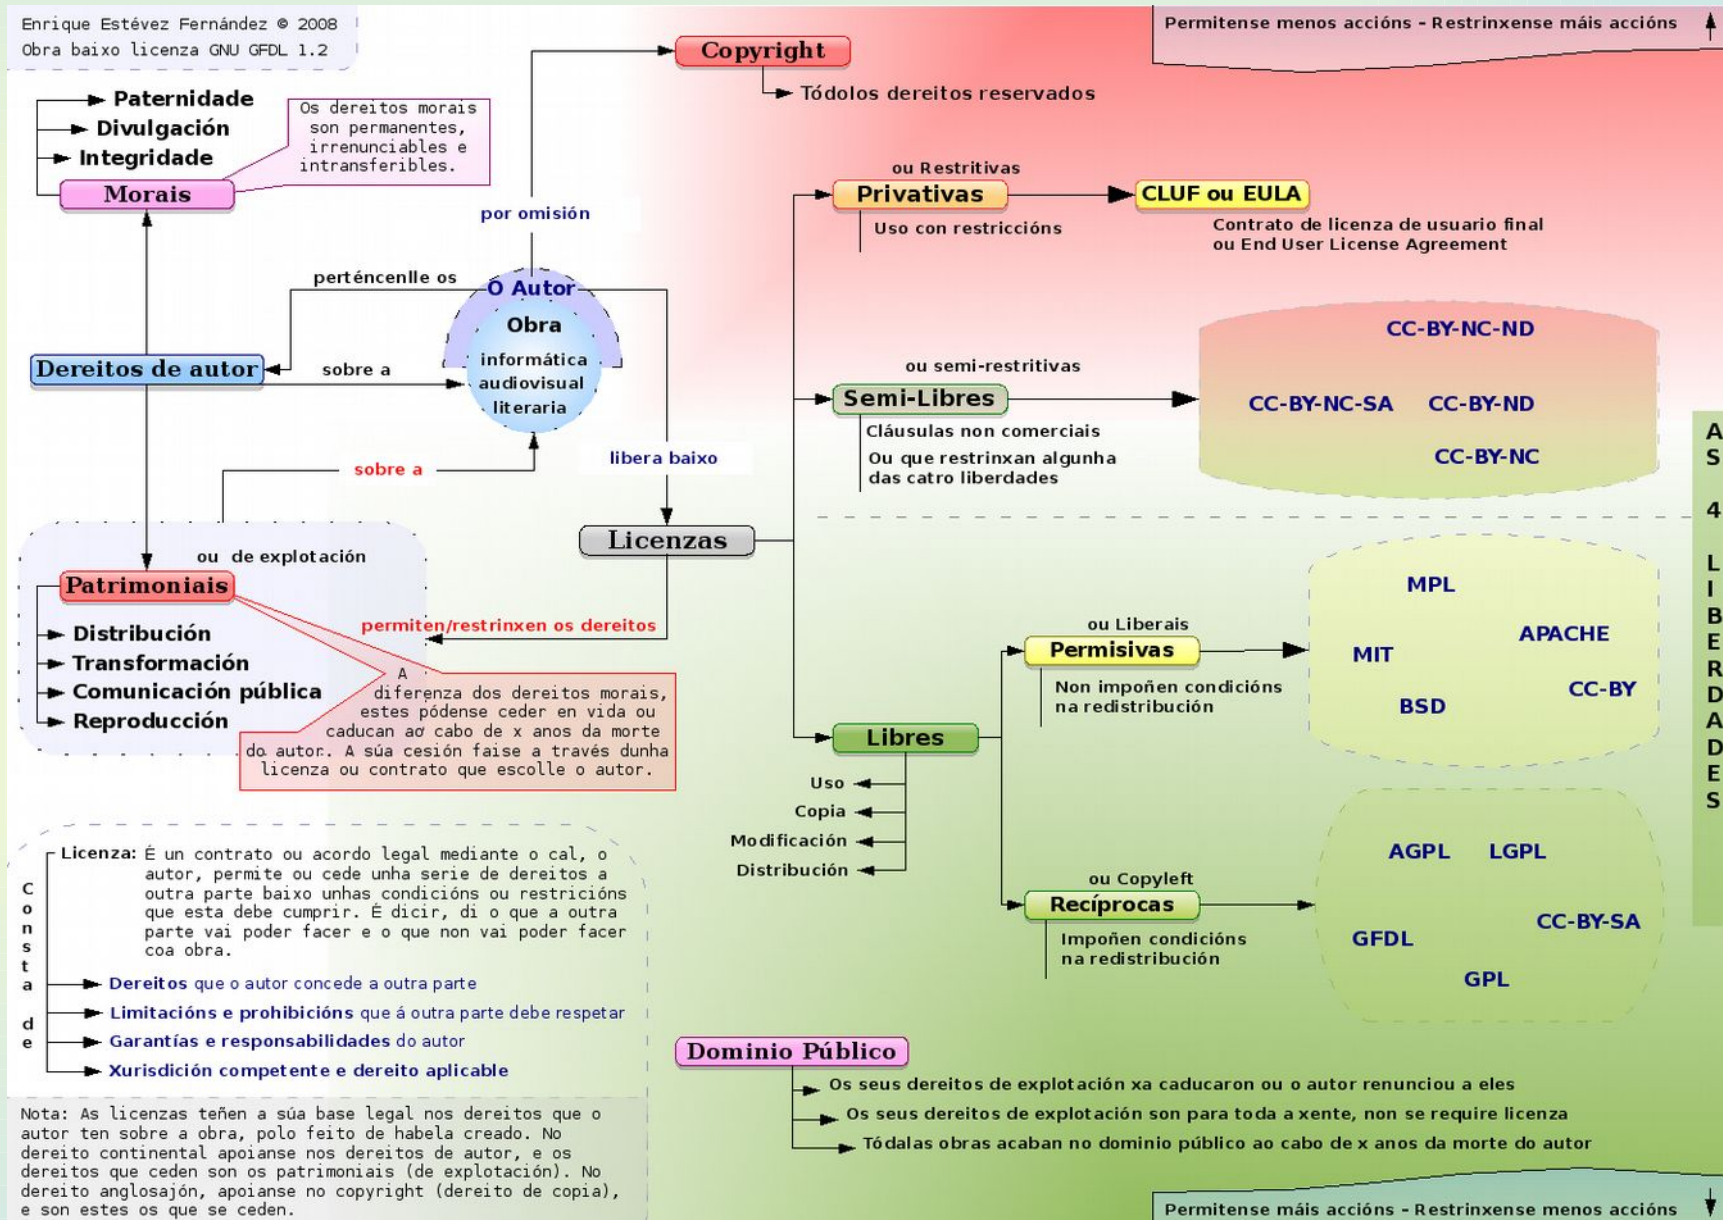 Enrique Estévez Fernández © 2008
Obra baixo licenza GNU GFDL 1.2
Permitense menos accións - Restrinxense máis accións
Copyright
Tódolos dereitos reservados
Paternidade
Divulgación
Integridade
Morais
Os dereitos morais
son permanentes,
irrenunciables e
intransferibles.
por omisión
perténcenlle os
O Autor
Obra
informática
audiovisual
literaria
Dereitos de autor
sobre a
sobre a
libera baixo
Licenzas
permiten/restrinxen os dereitos
ou de explotación
Patrimoniais
Distribución
Transformación
Comunicación pública
Reproducción
A
diferenza dos dereitos morais,
estes pódense ceder en vida ou
caducan ao cabo de x anos da morte
do autor. A súa cesión faise a través dunha
licenza ou contrato que escolle o autor.
ou Restritivas
Privativas
Uso con restriccións
CLUF ou EULA
Contrato de licenza de usuario final
ou End User License Agreement
ou semi-restritivas
Semi-Libres
Cláusulas non comerciais
Ou que restrinxan algunha
das catro liberdades
CC-BY-NC-ND
CC-BY-NC-SA CC-BY-ND
CC-BY-NC
AS 4 LIBERDADES
ou Liberais
Permisivas
Non impoñen condicións
na redistribución
MPL
APACHE
MIT
CC-BY
BSD
Libres
Uso
Copia
Modificación
Distribución
ou Copyleft
Recíprocas
Impoñen condicións
na redistribución
AGPL LGPL
CC-BY-SA
GFDL
GPL
Consta de
Licenza: É un contrato ou acordo legal mediante o cal, o
autor, permite ou cede unha serie de dereitos a
outra parte baixo unhas condicións ou restricións
que esta debe cumprir. É dicir, di o que a outra
parte vai poder facer e o que non vai poder facer
coa obra.
Dereitos que o autor concede a outra parte
Limitacións e prohibicións que á outra parte debe respetar
Garantías e responsabilidades do autor
Xurisdición competente e dereito aplicable
Nota: As licenzas teñen a súa base legal nos dereitos que o
autor ten sobre a obra, polo feito de habela creado. No
dereito continental apoianse nos dereitos de autor, e os
dereitos que ceden son os patrimoniais (de explotación). No
dereito anglosajón, apoianse no copyright (dereito de copia),
e son estes os que se ceden.
Dominio Público
Os seus dereitos de explotación xa caducaron ou o autor renunciou a eles
Os seus dereitos de explotación son para toda a xente, non se require licenza
Tódalas obras acaban no dominio público ao cabo de x anos da morte do autor
Permitense máis accións - Restrinxense menos accións